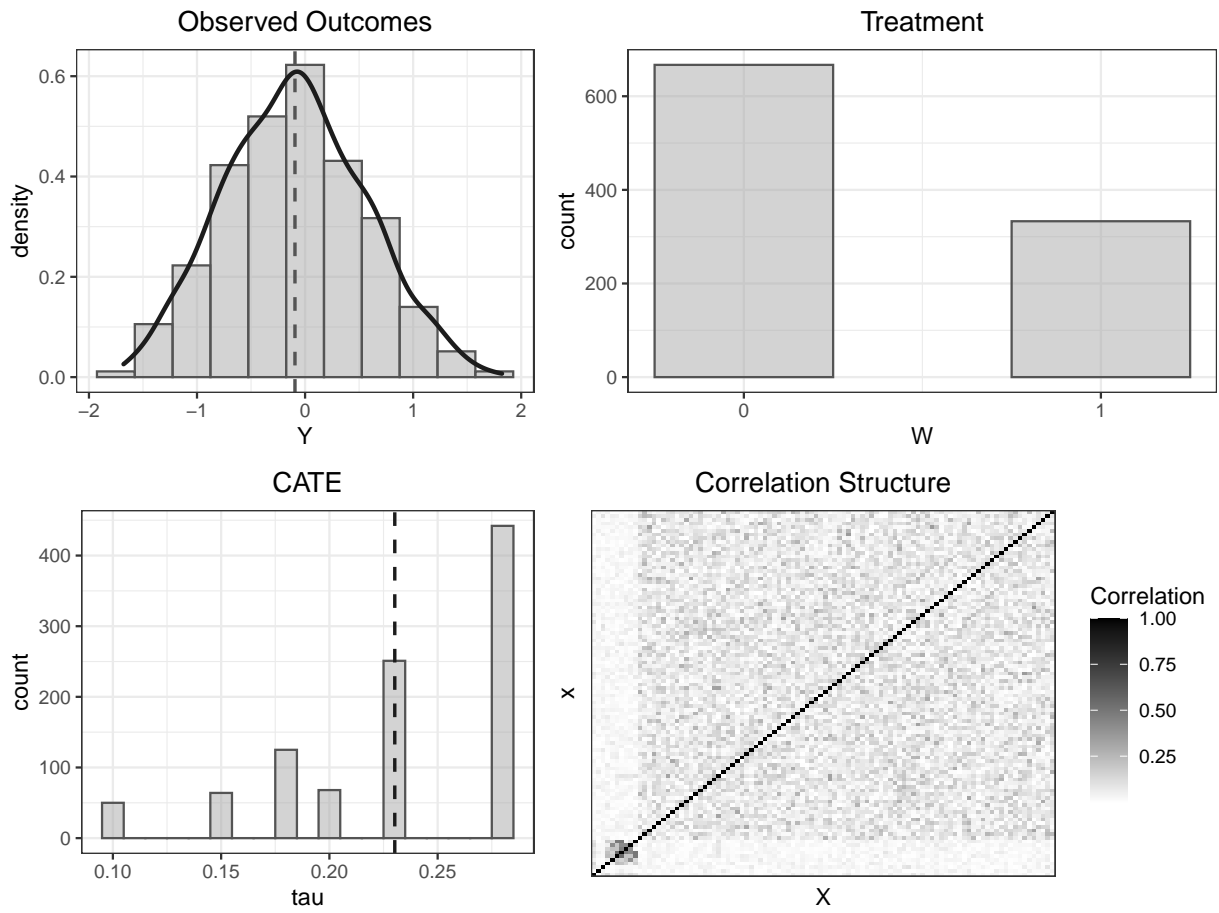 Observed Outcomes
density
0.6
0.4
0.2
0.0
−2
−1
0
1
2
Y
Treatment
count
600
400
200
0
0
1
W
CATE
count
400
300
200
100
0
0.10
0.15
0.20
0.25
tau
Correlation Structure
x
X
Correlation
1.00
0.75
0.50
0.25